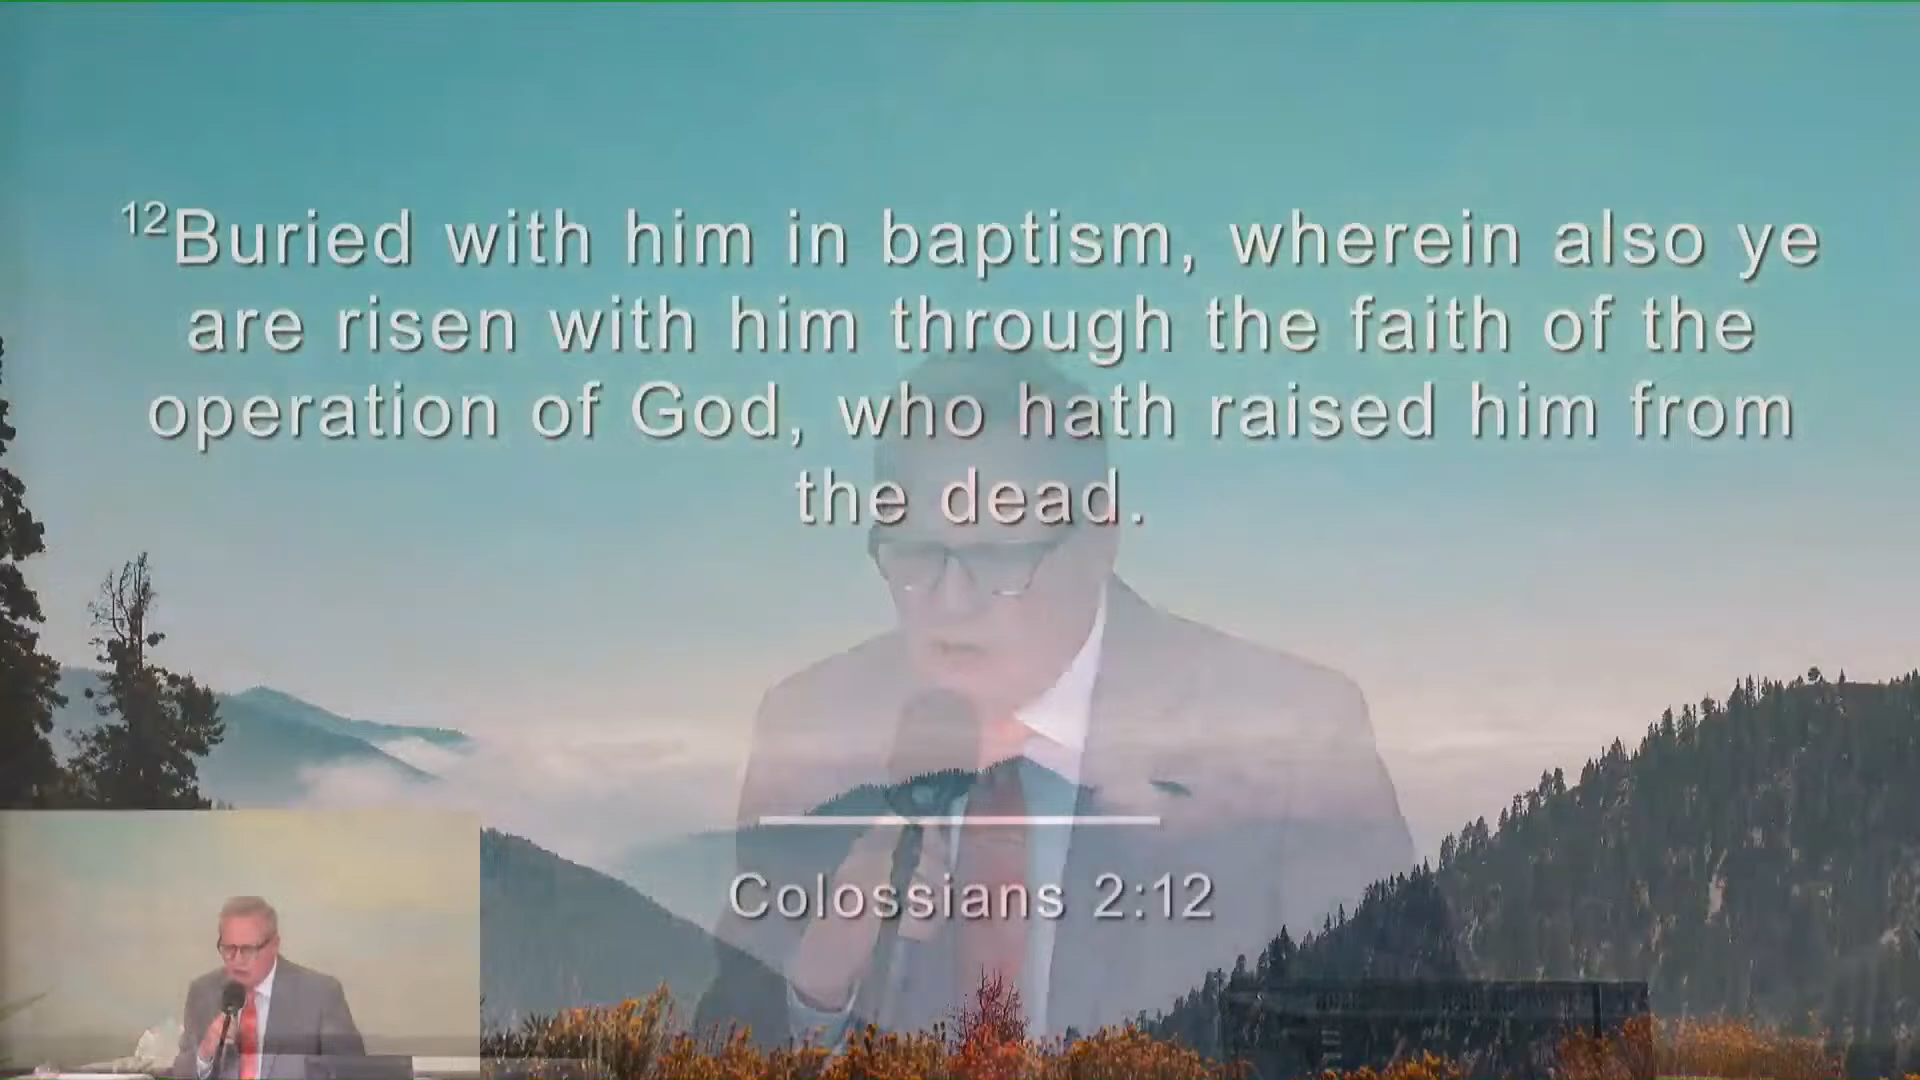 12Buried with him in baptism, wherein also ye
are risen with him through the faith of the
operation of God, who hath raised him from
the dead.
Colossians 2:12